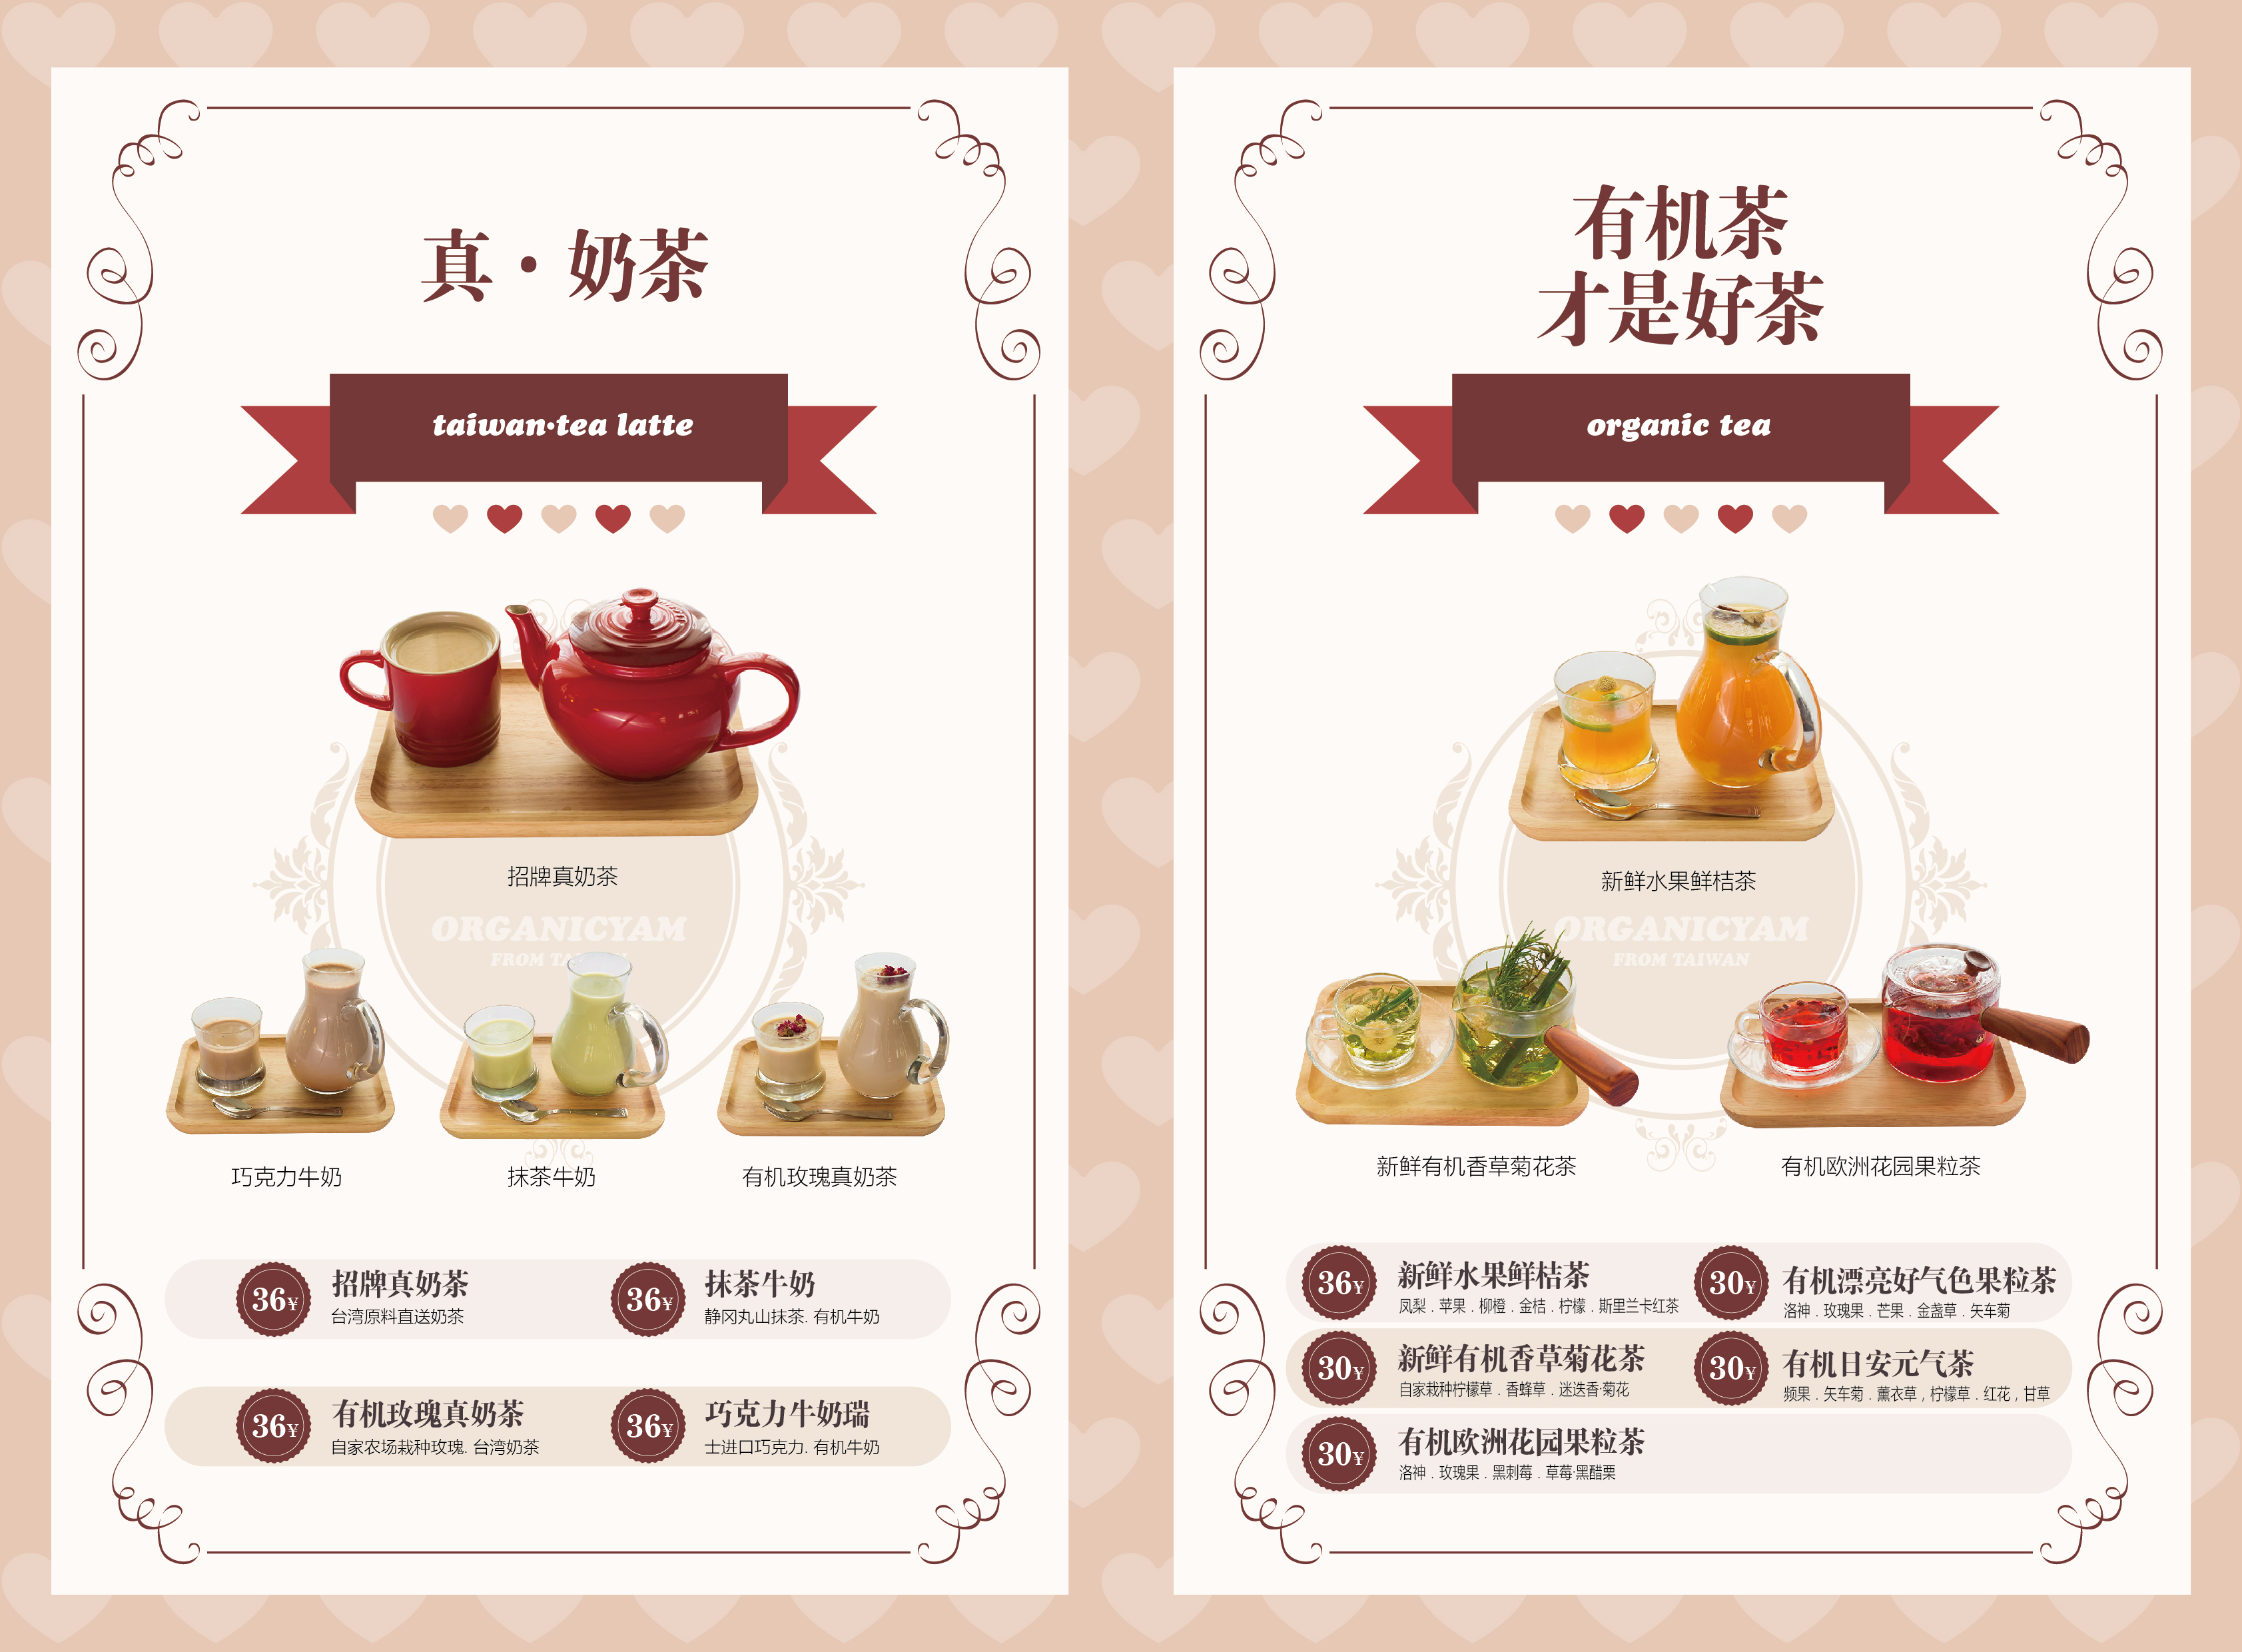 真·奶茶
taiwan·tea latte
招牌真奶茶
ORGANICYAM
FROM
巧克力牛奶
抹茶牛奶
有机玫瑰真奶茶
36¥
招牌真奶茶
台湾原料直送奶茶
36¥
抹茶牛奶
静冈丸山抹茶. 有机牛奶
36¥
有机玫瑰真奶茶
自家农场栽种玫瑰. 台湾奶茶
36¥
巧克力牛奶瑞
士进口巧克力. 有机牛奶
有机茶
才是好茶
organic tea
新鲜水果鲜桔茶
ORGANICYAM
FROM TAIWAN
新鲜有机香草菊花茶
有机欧洲花园果粒茶
36¥
新鲜水果鲜桔茶
凤梨 . 苹果 . 柳橙 . 金桔 . 柠檬 . 斯里兰卡红茶
30¥
有机漂亮好气色果粒茶
洛神 . 玫瑰果 . 芒果 . 金盏草 . 矢车菊
30¥
新鲜有机香草菊花茶
自家栽种柠檬草 . 香蜂草 . 迷迭香·菊花
30¥
有机日安元气茶
频果 . 矢车菊 . 薰衣草 , 柠檬草 . 红花 , 甘草
30¥
有机欧洲花园果粒茶
洛神 . 玫瑰果 . 黑刺莓 . 草莓·黑醋栗